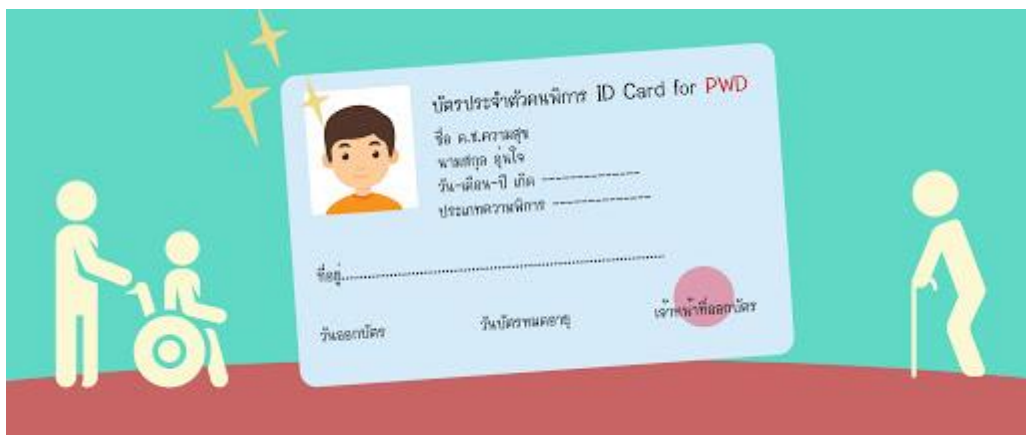 บัตรประจำตัวคนพิการ ID Card for PWD
ชื่อ ด.ช.ความสุข
นามสกุล อุ่นใจ
วัน-เดือน-ปี เกิด ---------------
ประเภทความพิการ ---------------
ที่อยู่................................................................................
วันออกบัตร วันบัตรหมดอายุ เจ้าหน้าที่ออกบัตร